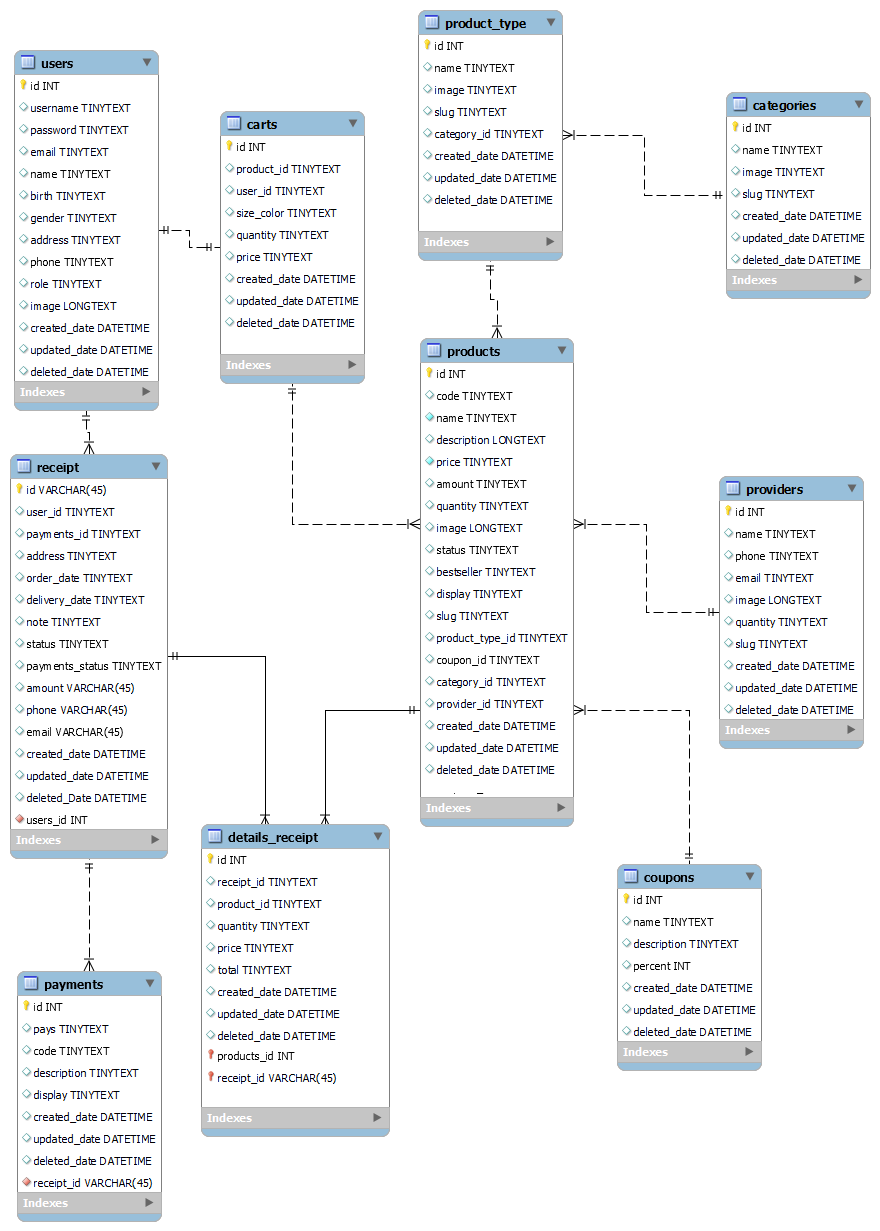 product_type
id INT
name TINYTEXT
image TINYTEXT
slug TINYTEXT
category_id TINYTEXT
created_date DATETIME
updated_date DATETIME
deleted_date DATETIME
Indexes
users
id INT
username TINYTEXT
password TINYTEXT
email TINYTEXT
name TINYTEXT
birth TINYTEXT
gender TINYTEXT
address TINYTEXT
phone TINYTEXT
role TINYTEXT
image LONGTEXT
created_date DATETIME
updated_date DATETIME
deleted_date DATETIME
Indexes
carts
id INT
product_id TINYTEXT
user_id TINYTEXT
size_color TINYTEXT
quantity TINYTEXT
price TINYTEXT
created_date DATETIME
updated_date DATETIME
deleted_date DATETIME
Indexes
categories
id INT
name TINYTEXT
image TINYTEXT
slug TINYTEXT
created_date DATETIME
updated_date DATETIME
deleted_date DATETIME
Indexes
products
id INT
code TINYTEXT
name TINYTEXT
description LONGTEXT
price TINYTEXT
amount TINYTEXT
quantity TINYTEXT
image LONGTEXT
status TINYTEXT
bestseller TINYTEXT
display TINYTEXT
slug TINYTEXT
product_type_id TINYTEXT
coupon_id TINYTEXT
category_id TINYTEXT
provider_id TINYTEXT
created_date DATETIME
updated_date DATETIME
deleted_date DATETIME
Indexes
receipt
id VARCHAR(45)
user_id TINYTEXT
payments_id TINYTEXT
address TINYTEXT
order_date TINYTEXT
delivery_date TINYTEXT
note TINYTEXT
status TINYTEXT
payments_status TINYTEXT
amount VARCHAR(45)
phone VARCHAR(45)
email VARCHAR(45)
created_date DATETIME
updated_date DATETIME
deleted_Date DATETIME
users_id INT
Indexes
providers
id INT
name TINYTEXT
phone TINYTEXT
email TINYTEXT
image LONGTEXT
quantity TINYTEXT
slug TINYTEXT
created_date DATETIME
updated_date DATETIME
deleted_date DATETIME
Indexes
details_receipt
id INT
receipt_id TINYTEXT
product_id TINYTEXT
quantity TINYTEXT
price TINYTEXT
total TINYTEXT
created_date DATETIME
updated_date DATETIME
deleted_date DATETIME
products_id INT
receipt_id VARCHAR(45)
Indexes
coupons
id INT
name TINYTEXT
description TINYTEXT
percent INT
created_date DATETIME
updated_date DATETIME
deleted_date DATETIME
Indexes
payments
id INT
pays TINYTEXT
code TINYTEXT
description TINYTEXT
display TINYTEXT
created_date DATETIME
updated_date DATETIME
deleted_date DATETIME
receipt_id VARCHAR(45)
Indexes